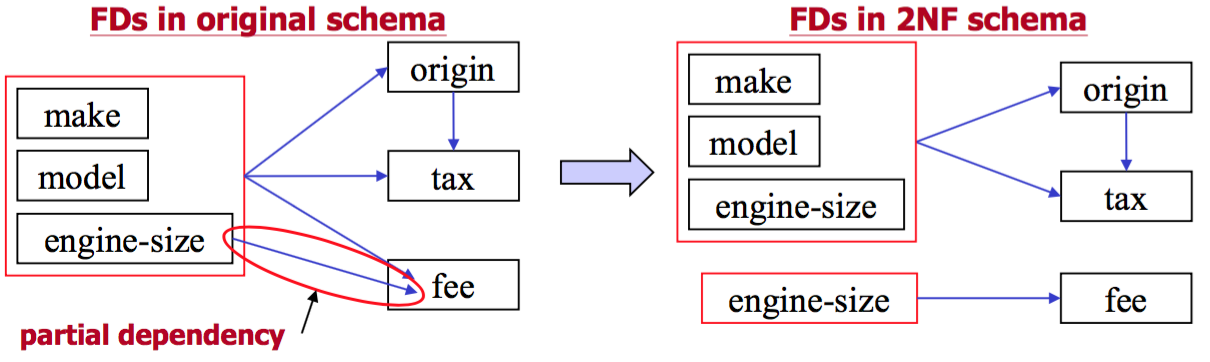 FDs in original schema
make
model
engine-size
origin
tax
fee
partial dependency
FDs in 2NF schema
make
model
engine-size
origin
tax
engine-size
fee